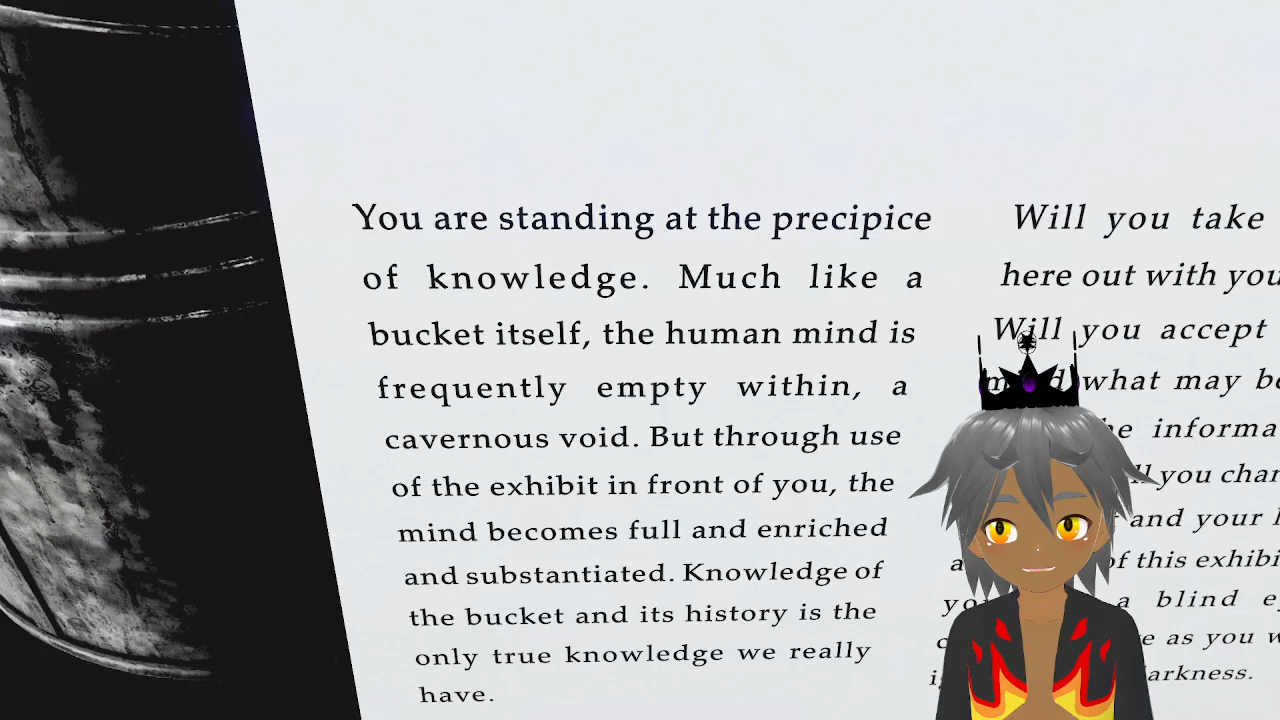 You are standing at the precipice
of knowledge. Much like a
bucket itself, the human mind is
frequently empty within, a
cavernous void. But through use
of the exhibit in front of you, the
mind becomes full and enriched
and substantiated. Knowledge of
the bucket and its history is the
only true knowledge we really
have.
Will you take
here out with you
Will you accept
what may be
you
and your
of this exhibi
a blind
as you